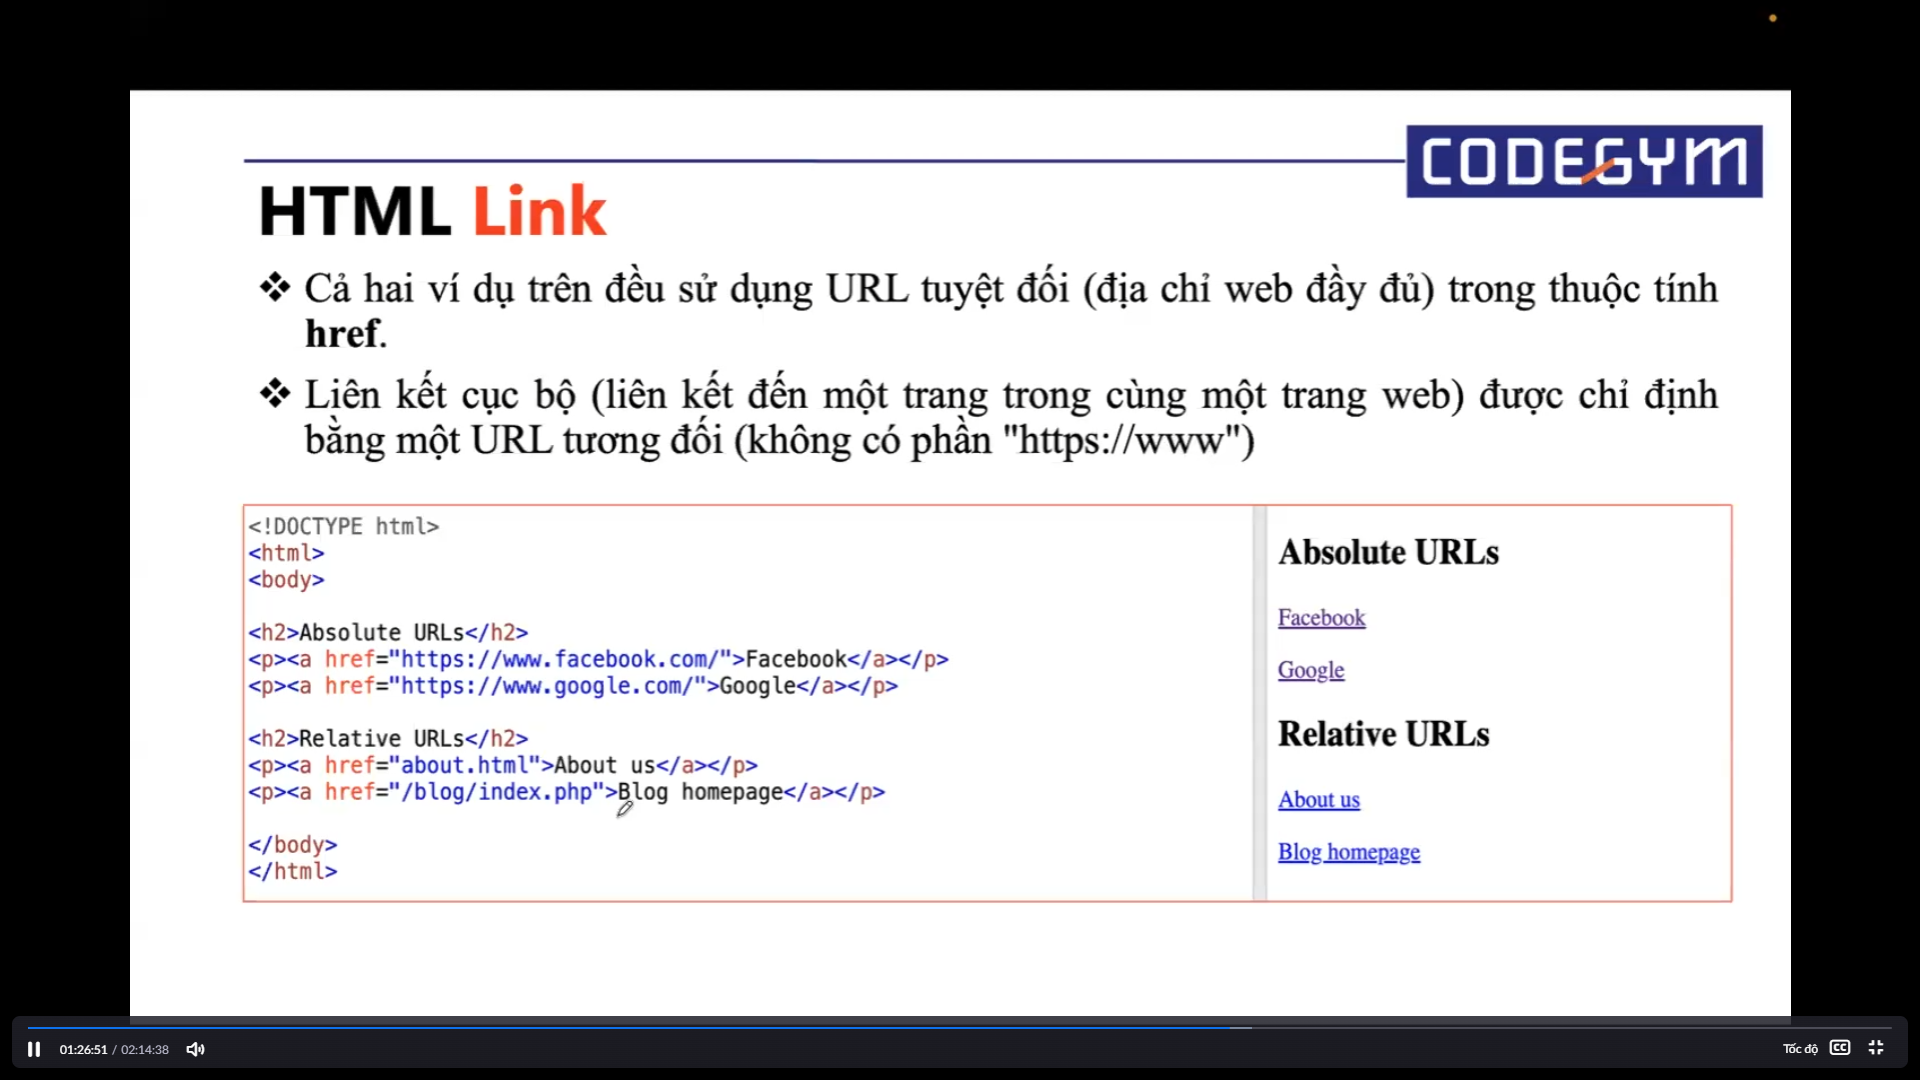 CODEGYM
HTML Link
❖ Cả hai ví dụ trên đều sử dụng URL tuyệt đối (địa chỉ web đầy đủ) trong thuộc tính
href.
❖ Liên kết cục bộ (liên kết đến một trang trong cùng một trang web) được chỉ định
bằng một URL tương đối (không có phần "https://www")
<!DOCTYPE html>
<html>
<body>
<h2>Absolute URLs</h2>
<p><a href="https://www.facebook.com/">Facebook</a></p>
<p><a href="https://www.google.com/">Google</a></p>
<h2>Relative URLs</h2>
<p><a href="about.html">About us</a></p>
<p><a href="/blog/index.php">Blog homepage</a></p>
</body>
</html>
Absolute URLs
Facebook
Google
Relative URLs
About us
Blog homepage
01:26:51 / 02:14:38
Tốc độ CC